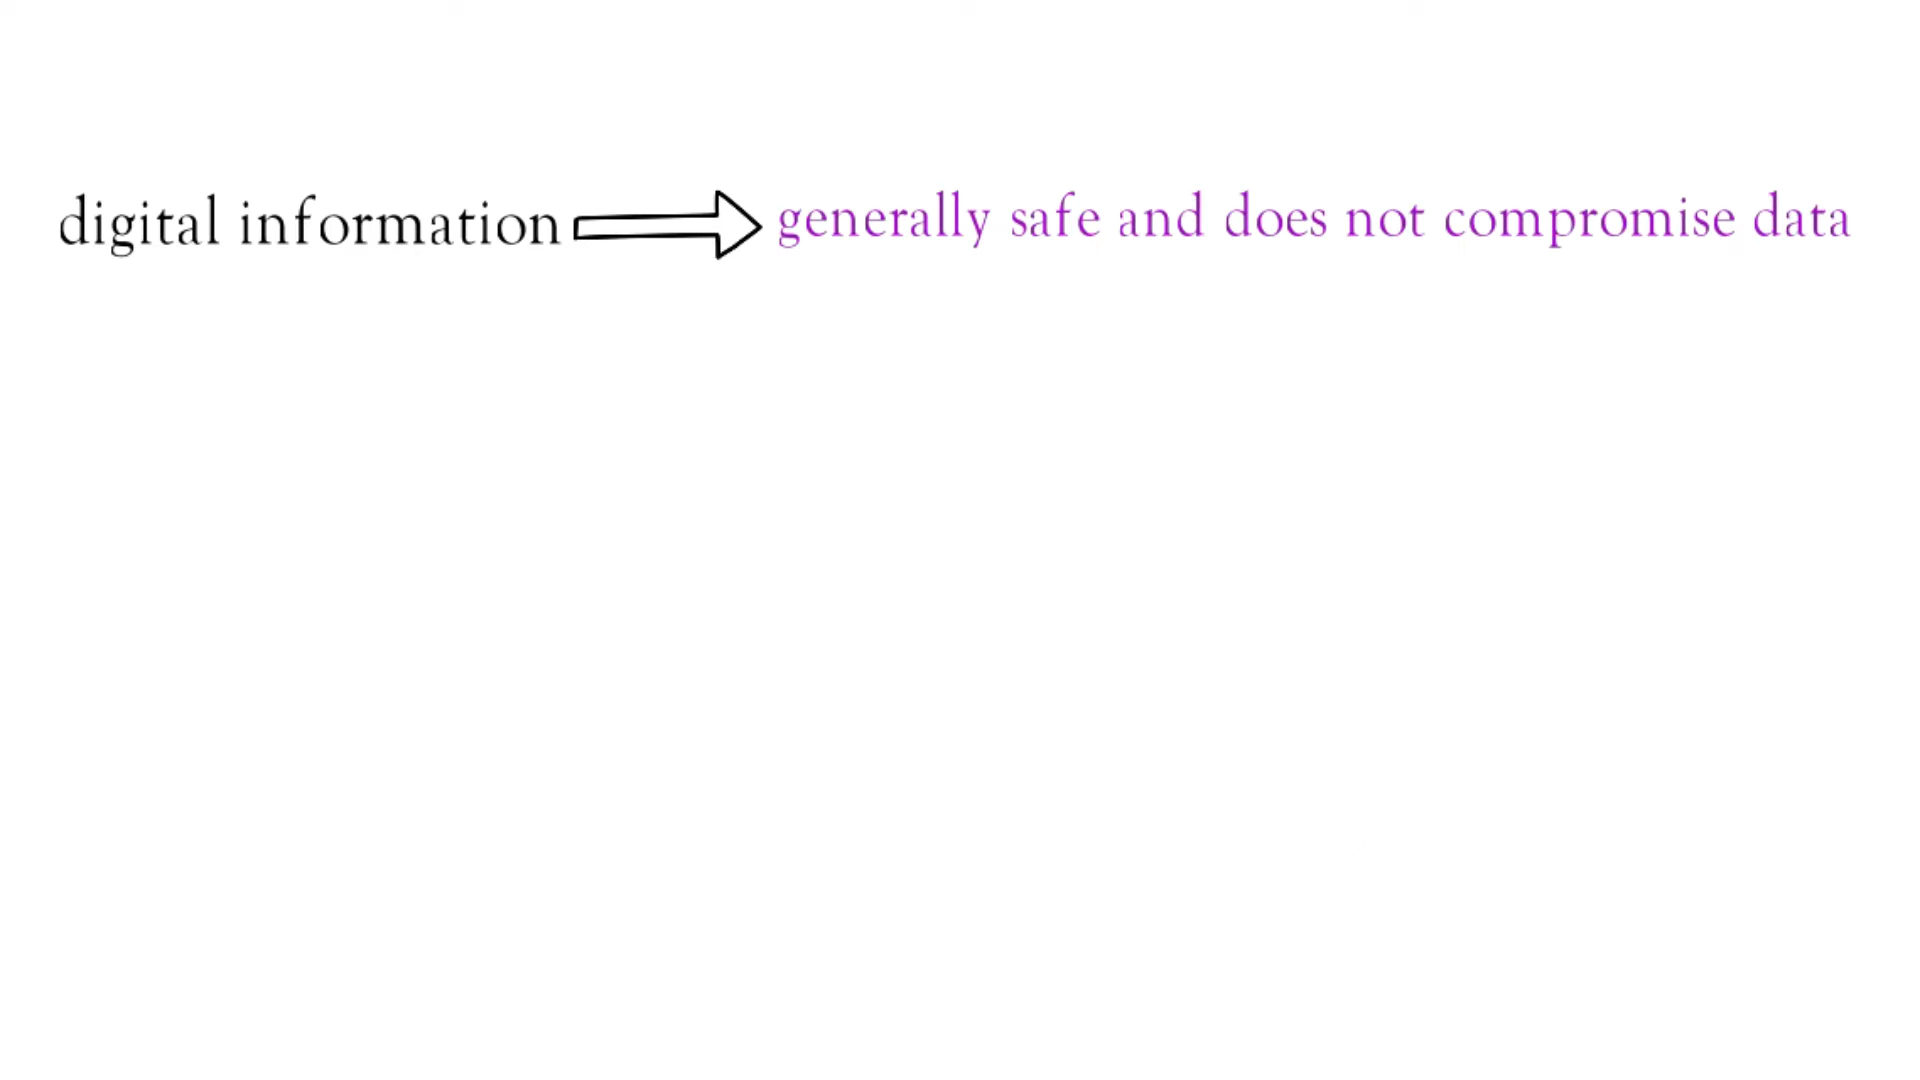 digital information generally safe and does not compromise data